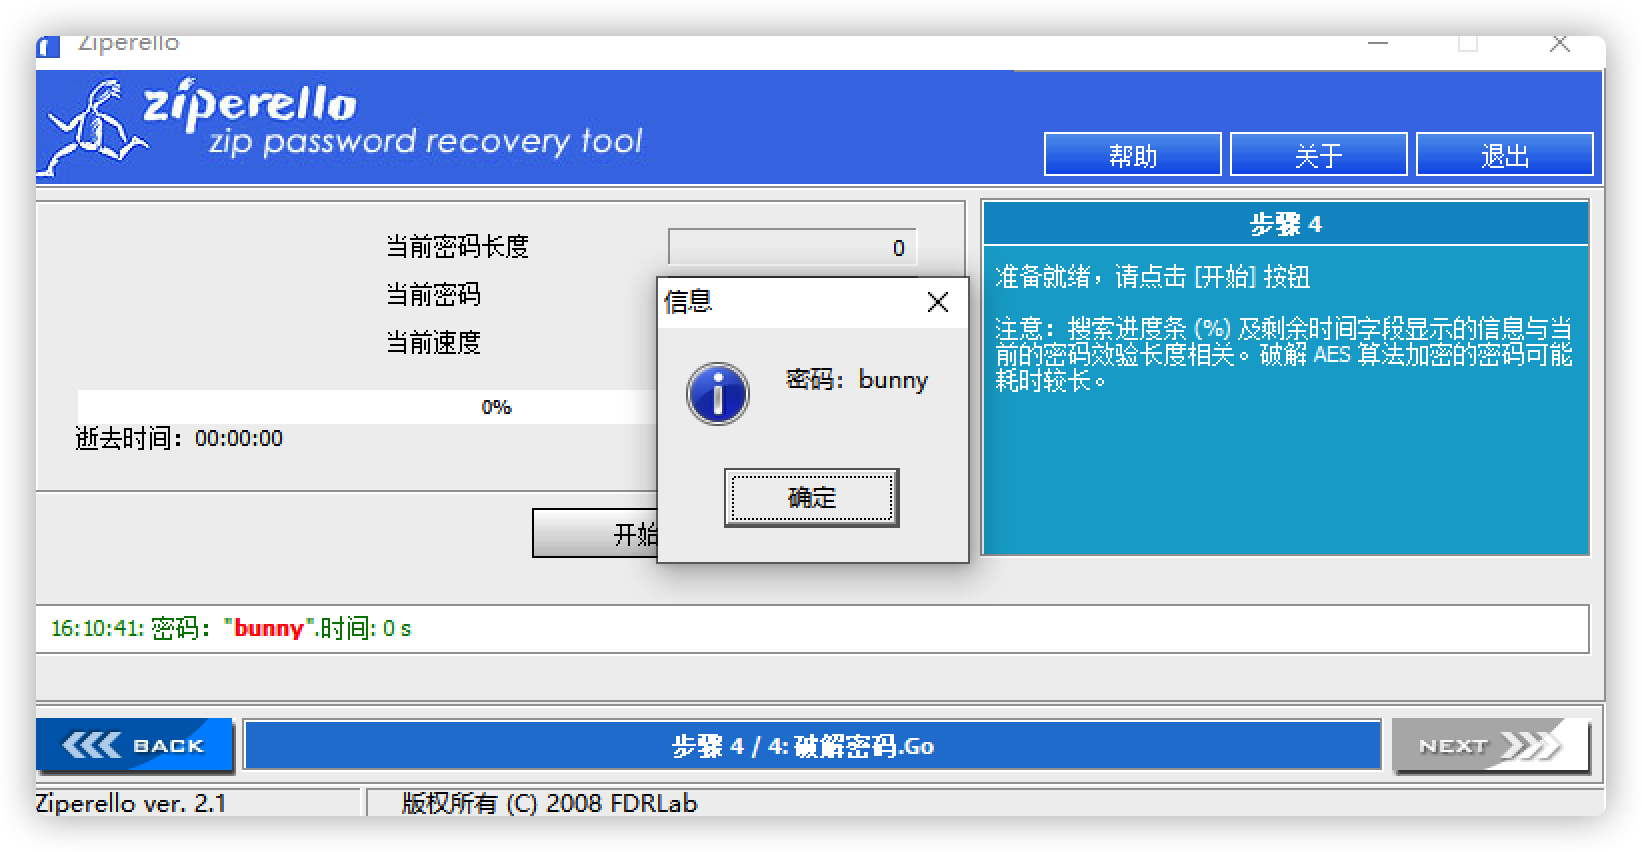 Ziperello
ziperello
zip password recovery tool
帮助
关于
退出
当前密码长度
0
当前密码
当前速度
0%
逝去时间：00:00:00
开始
信息
密码：bunny
确定
步骤 4
准备就绪，请点击 [开始] 按钮
注意：搜索进度条 (%) 及剩余时间字段显示的信息与当
前的密码效验长度相关。破解 AES 算法加密的密码可能
耗时较长。
16:10:41: 密码："bunny".时间: 0 s
BACK
步骤 4 / 4: 破解密码.Go
NEXT
Ziperello ver. 2.1
版权所有 (C) 2008 FDRLab